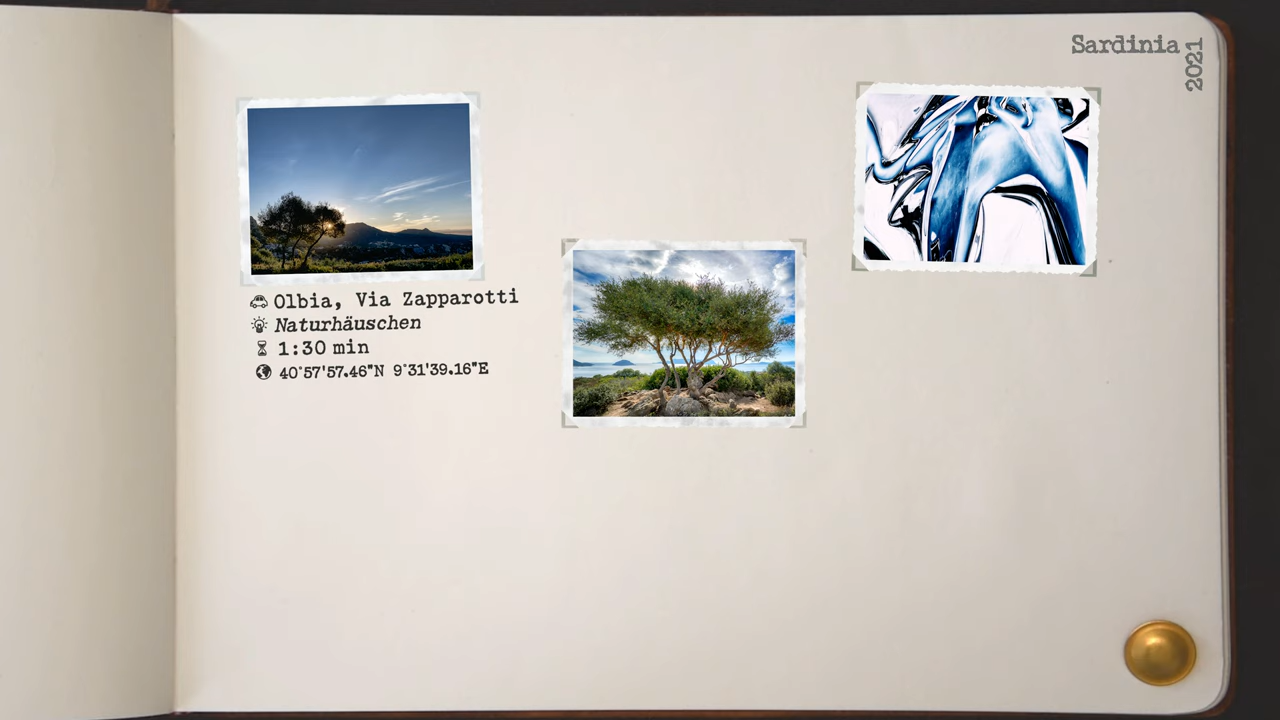 Sardinia
2021
Olbia, Via Zapparotti
Naturhäuschen
1:30 min
40°57'57.46"N 9°31'39.16"E